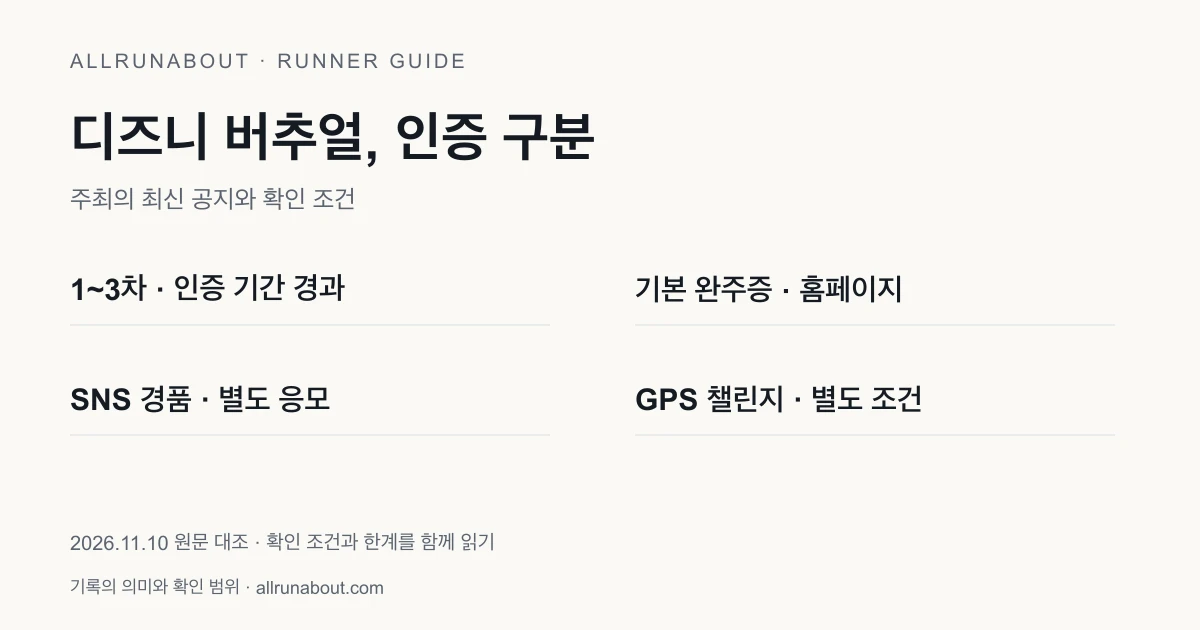 ALLRUNABOUT · RUNNER GUIDE
디즈니 버추얼, 인증 구분
주최의 최신 공지와 확인 조건
1~3차 · 인증 기간 경과
기본 완주증 · 홈페이지
SNS 경품 · 별도 응모
GPS 챌린지 · 별도 조건
2026.11.10 원문 대조 · 확인 조건과 한계를 함께 읽기
기록의 의미와 확인 범위 · allrunabout.com